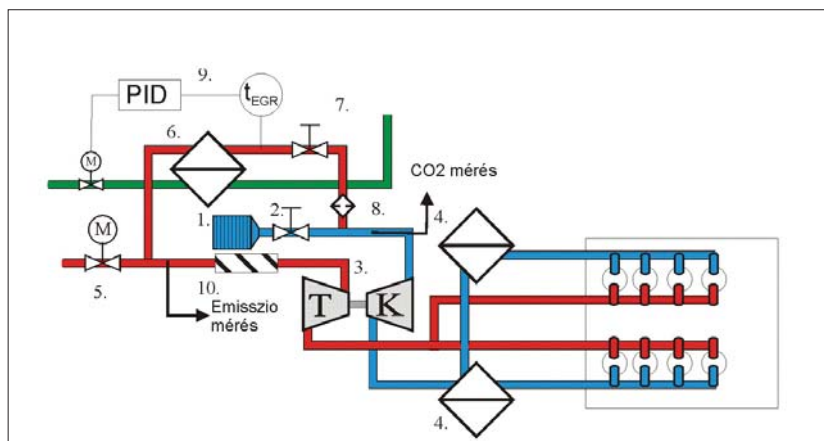 9.
PID
tEGR
7.
M
6.
CO2 mérés
1.
2.
8.
4.
M
3.
5.
10.
T
K
Emisszio
mérés
4.